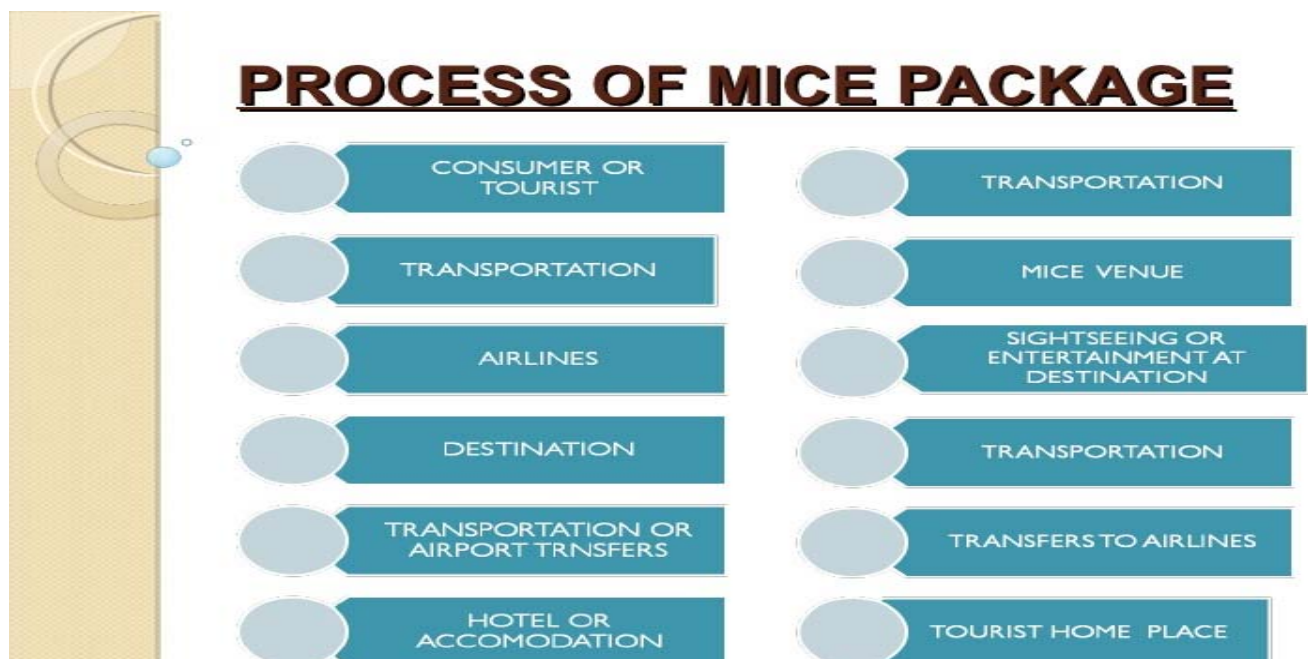 PROCESS OF MICE PACKAGE
CONSUMER OR
TOURIST
TRANSPORTATION
AIRLINES
DESTINATION
TRANSPORTATION OR
AIRPORT TRNSFERS
HOTEL OR
ACCOMODATION
TRANSPORTATION
MICE VENUE
SIGHTSEEING OR
ENTERTAINMENT AT
DESTINATION
TRANSPORTATION
TRANSFERS TO AIRLINES
TOURIST HOME PLACE